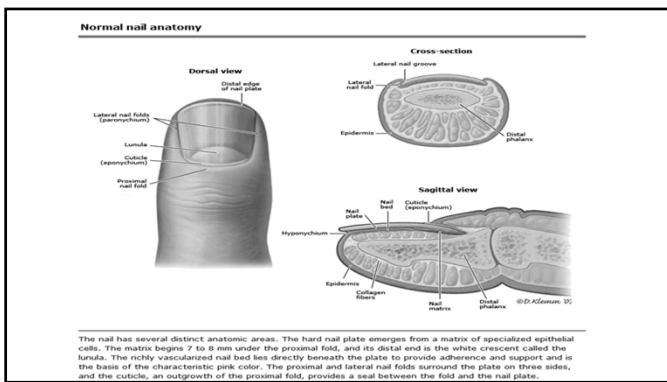 Normal nail anatomy
Dorsal view
Distal edge
of nail plate
Lateral nail folds
(paronychium)
Lunula
Cuticle
(eponychium)
Proximal
nail fold
Cross-section
Lateral nail groove
Lateral
nail fold
Epidermis
Distal
phalanx
Sagittal view
Nail
plate
Nail
bed
Cuticle
(eponychium)
Hyponychium
Epidermis
Collagen
fibers
Nail
matrix
Distal
phalanx
©D.Klemm
The nail has several distinct anatomic areas. The hard nail plate emerges from a matrix of specialized epithelial
cells. The matrix begins 7 to 8 mm under the proximal fold, and its distal end is the white crescent called the
lunula. The richly vascularized nail bed lies directly beneath the plate to provide adherence and support and is
the basis of the characteristic pink color. The proximal and lateral nail folds surround the plate on three sides,
and the cuticle, an outgrowth of the proximal fold, provides a seal between the fold and the nail plate.